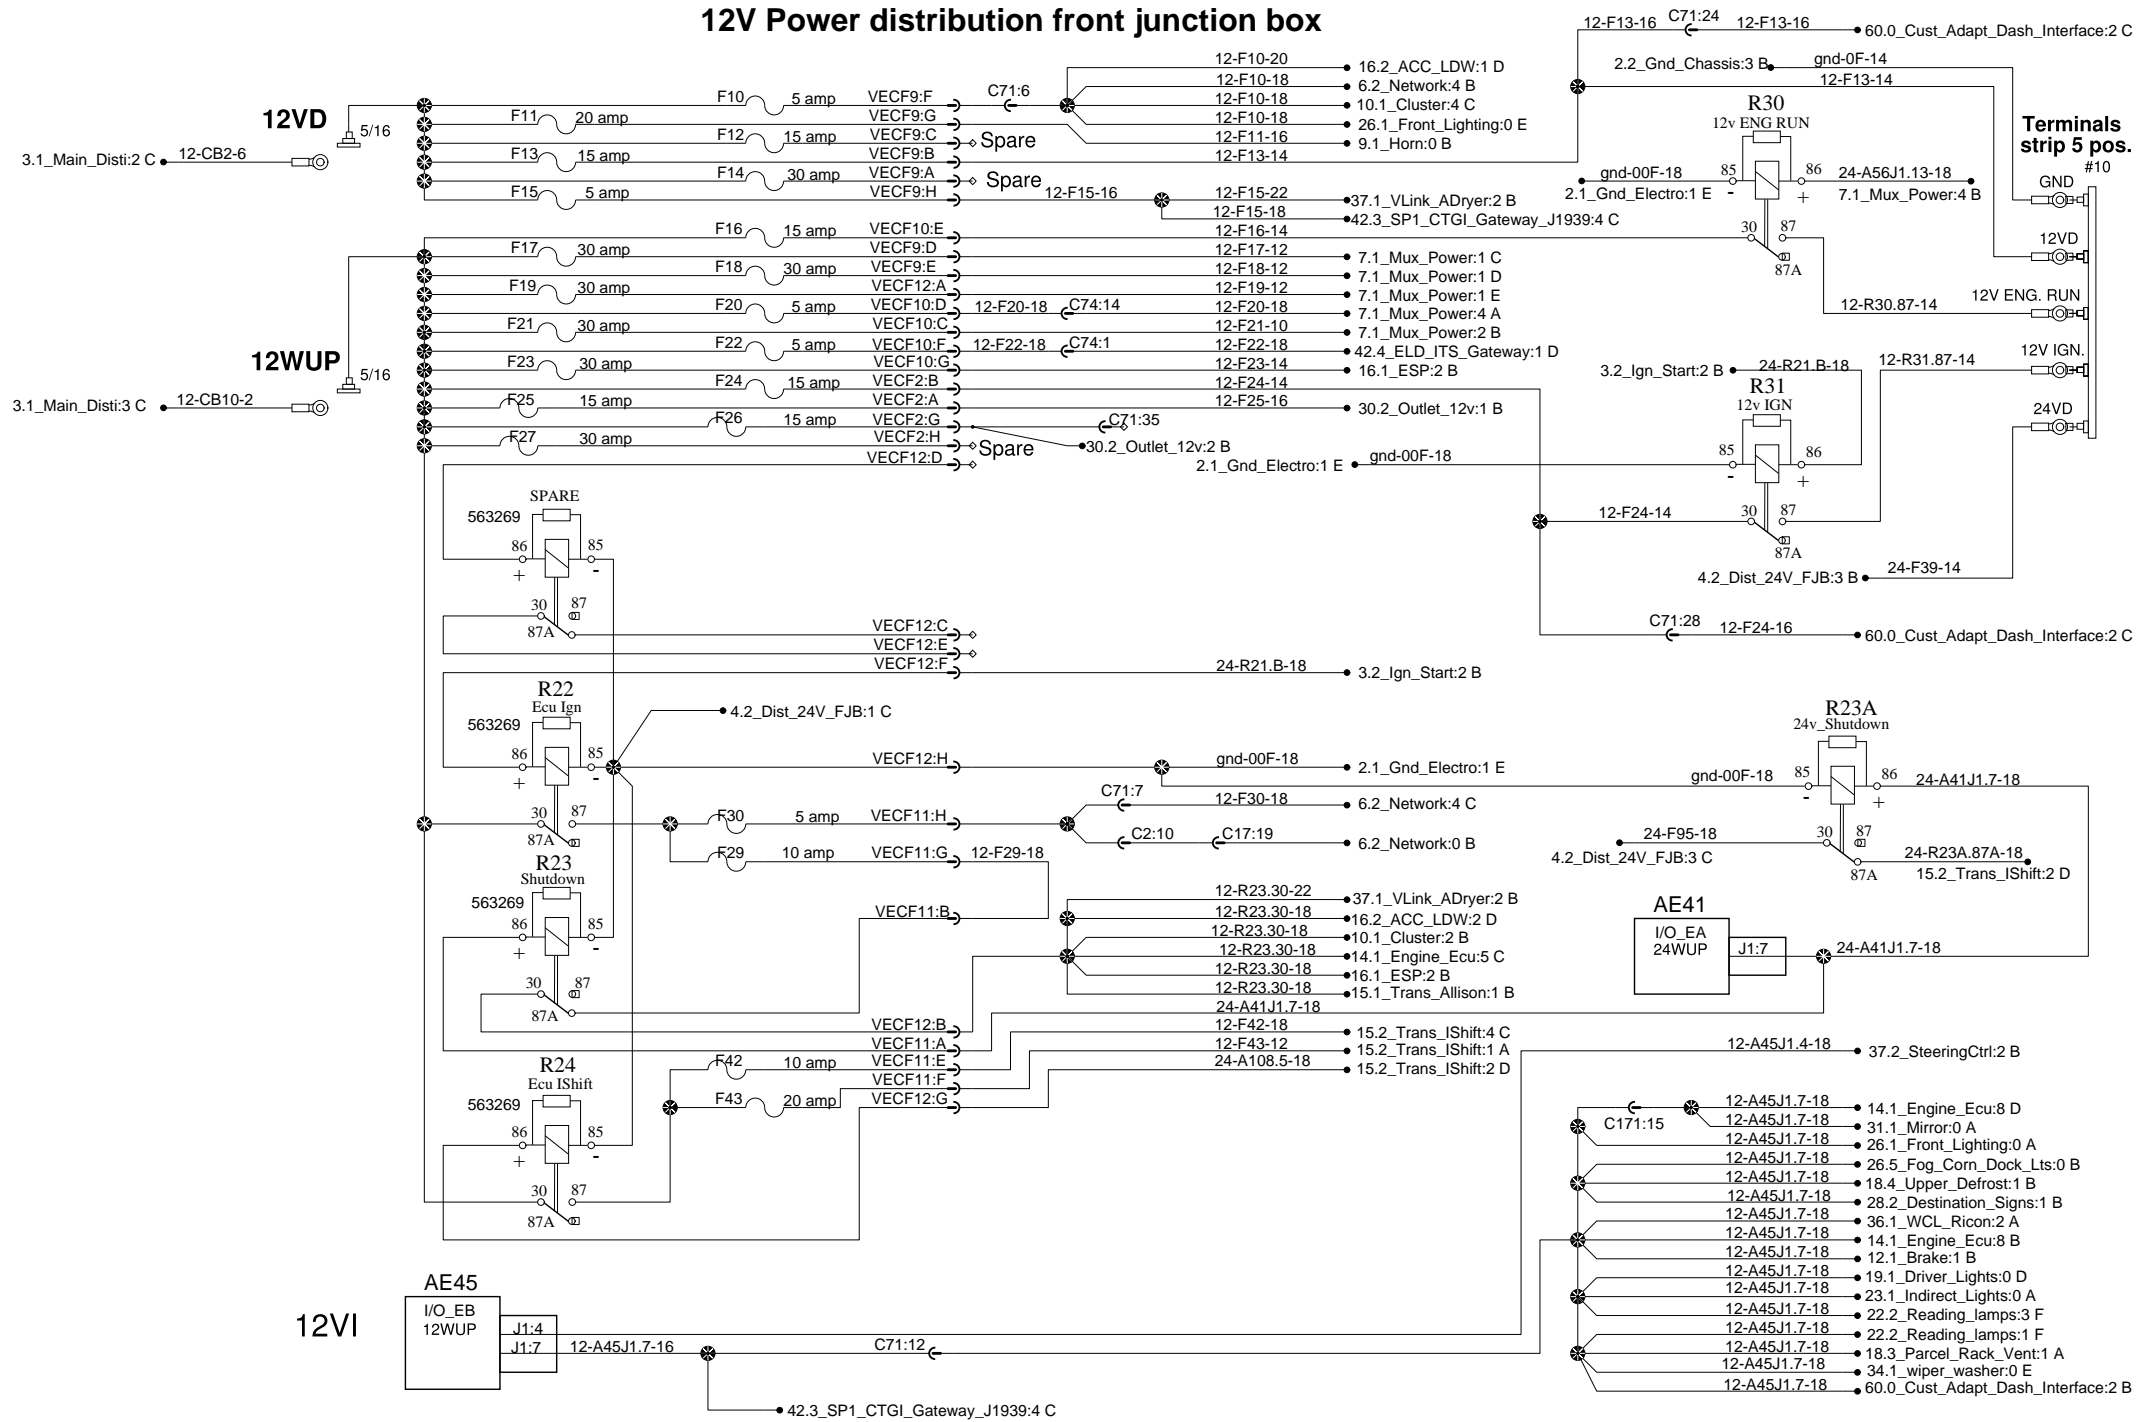 12V Power distribution front junction box
12-F13-16 C71:24 12-F13-16 60.0_Cust_Adapt_Dash_Interface:2 C
2.2_Gnd_Chassis:3 B gnd-0F-14
12-F13-14
12VD
5/16
3.1_Main_Disti:2 C 12-CB2-6
F10 5 amp VECF9:F C71:6
12-F10-20 16.2_ACC_LDW:1 D
12-F10-18 6.2_Network:4 B
12-F10-18 10.1_Cluster:4 C
12-F10-18 26.1_Front_Lighting:0 E
F11 20 amp VECF9:G 12-F11-16 9.1_Horn:0 B
F12 15 amp VECF9:C Spare
F13 15 amp VECF9:B 12-F13-14
F14 30 amp VECF9:A Spare
F15 5 amp VECF9:H 12-F15-16 12-F15-22 37.1_VLink_ADryer:2 B
12-F15-18 42.3_SP1_CTGI_Gateway_J1939:4 C
F16 15 amp VECF10:E 12-F16-14
F17 30 amp VECF9:D 12-F17-12 7.1_Mux_Power:1 C
F18 30 amp VECF9:E 12-F18-12 7.1_Mux_Power:1 D
F19 30 amp VECF12:A 12-F19-12 7.1_Mux_Power:1 E
F20 5 amp VECF10:D 12-F20-18 C74:14 12-F20-18 7.1_Mux_Power:4 A
F21 30 amp VECF10:C 12-F21-10 7.1_Mux_Power:2 B
F22 5 amp VECF10:F 12-F22-18 C74:1 12-F22-18 42.4_ELD_ITS_Gateway:1 D
F23 30 amp VECF10:G 12-F23-14 16.1_ESP:2 B
F24 15 amp VECF2:B 12-F24-14
F25 15 amp VECF2:A 12-F25-16 30.2_Outlet_12v:1 B
F26 15 amp VECF2:G C71:35
F27 30 amp VECF2:H Spare 30.2_Outlet_12v:2 B
VECF12:D
12WUP
5/16
3.1_Main_Disti:3 C 12-CB10-2
R30
12v ENG RUN
gnd-00F-18 85 86 24-A56J1.13-18
2.1_Gnd_Electro:1 E - + 7.1_Mux_Power:4 B
30 87
87A
Terminals
strip 5 pos.
#10
GND
12VD
12V ENG. RUN
12-R30.87-14
12V IGN.
12-R31.87-14
24VD
3.2_Ign_Start:2 B 24-R21.B-18
R31
12v IGN
2.1_Gnd_Electro:1 E gnd-00F-18 85 86
- +
12-F24-14 30 87
87A
4.2_Dist_24V_FJB:3 B 24-F39-14
C71:28 12-F24-16 60.0_Cust_Adapt_Dash_Interface:2 C
SPARE
563269
86 85
+ -
30 87
87A
VECF12:C
VECF12:E
VECF12:F 24-R21.B-18 3.2_Ign_Start:2 B
R22
Ecu Ign
563269
4.2_Dist_24V_FJB:1 C
86 85
+ -
VECF12:H gnd-00F-18 2.1_Gnd_Electro:1 E
30 87
87A
F30 5 amp VECF11:H
C71:7 12-F30-18 6.2_Network:4 C
C2:10 C17:19 6.2_Network:0 B
F29 10 amp VECF11:G 12-F29-18
R23
Shutdown
563269
86 85
+ -
30 87
87A
VECF11:B
12-R23.30-22 37.1_VLink_ADryer:2 B
12-R23.30-18 16.2_ACC_LDW:2 D
12-R23.30-18 10.1_Cluster:2 B
12-R23.30-18 14.1_Engine_Ecu:5 C
12-R23.30-18 16.1_ESP:2 B
12-R23.30-18 15.1_Trans_Allison:1 B
24-A41J1.7-18
VECF12:B 12-F42-18 15.2_Trans_IShift:4 C
VECF11:A 12-F43-12 15.2_Trans_IShift:1 A
F42 10 amp VECF11:E 24-A108.5-18 15.2_Trans_IShift:2 D
VECF11:F
F43 20 amp VECF12:G
R24
Ecu IShift
563269
86 85
+ -
30 87
87A
R23A
24v_Shutdown
gnd-00F-18 85 86 24-A41J1.7-18
- +
24-F95-18 30 87
4.2_Dist_24V_FJB:3 C 24-R23A.87A-18
87A 15.2_Trans_IShift:2 D
AE41
I/O_EA
24WUP
J1:7
24-A41J1.7-18
12-A45J1.4-18 37.2_SteeringCtrl:2 B
C171:15
12-A45J1.7-18 14.1_Engine_Ecu:8 D
12-A45J1.7-18 31.1_Mirror:0 A
12-A45J1.7-18 26.1_Front_Lighting:0 A
12-A45J1.7-18 26.5_Fog_Corn_Dock_Lts:0 B
12-A45J1.7-18 18.4_Upper_Defrost:1 B
12-A45J1.7-18 28.2_Destination_Signs:1 B
12-A45J1.7-18 36.1_WCL_Ricon:2 A
12-A45J1.7-18 14.1_Engine_Ecu:8 B
12-A45J1.7-18 12.1_Brake:1 B
12-A45J1.7-18 19.1_Driver_Lights:0 D
12-A45J1.7-18 23.1_Indirect_Lights:0 A
12-A45J1.7-18 22.2_Reading_lamps:3 F
12-A45J1.7-18 22.2_Reading_lamps:1 F
12-A45J1.7-18 18.3_Parcel_Rack_Vent:1 A
12-A45J1.7-18 34.1_wiper_washer:0 E
12-A45J1.7-18 60.0_Cust_Adapt_Dash_Interface:2 B
12VI
AE45
I/O_EB
12WUP
J1:4
J1:7
12-A45J1.7-16
C71:12
42.3_SP1_CTGI_Gateway_J1939:4 C